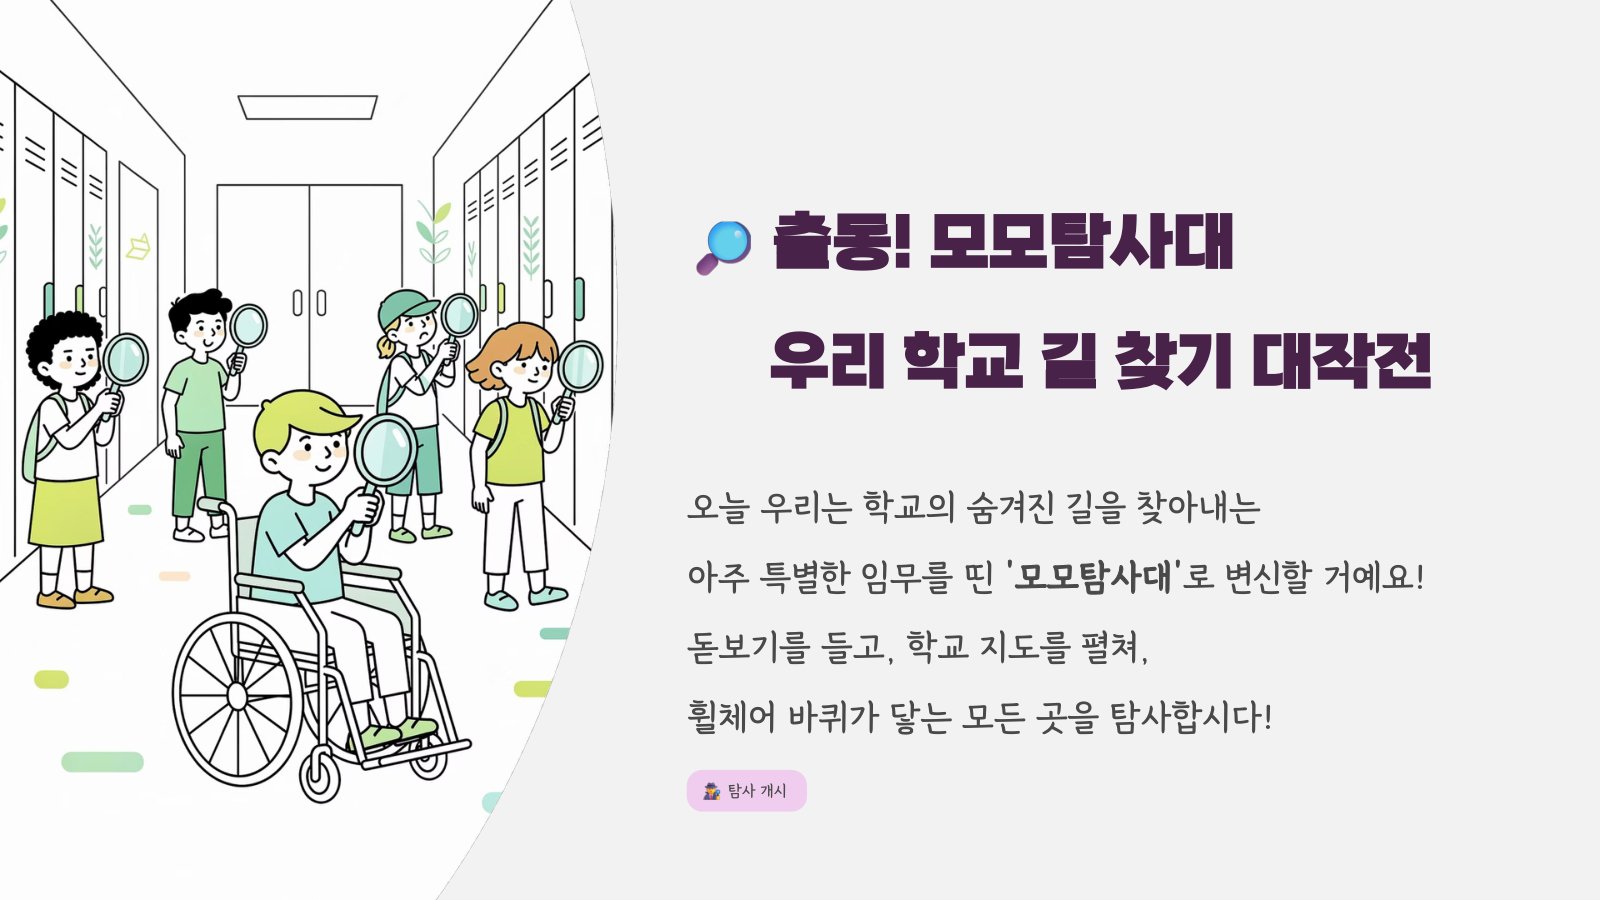 🔎 출동! 모모탐사대
우리 학교 길 찾기 대작전
오늘 우리는 학교의 숨겨진 길을 찾아내는
아주 특별한 임무를 띤 '모모탐사대'로 변신할 거예요!
돋보기를 들고, 학교 지도를 펼쳐,
휠체어 바퀴가 닿는 모든 곳을 탐사합시다!
🕵️ 탐사 개시